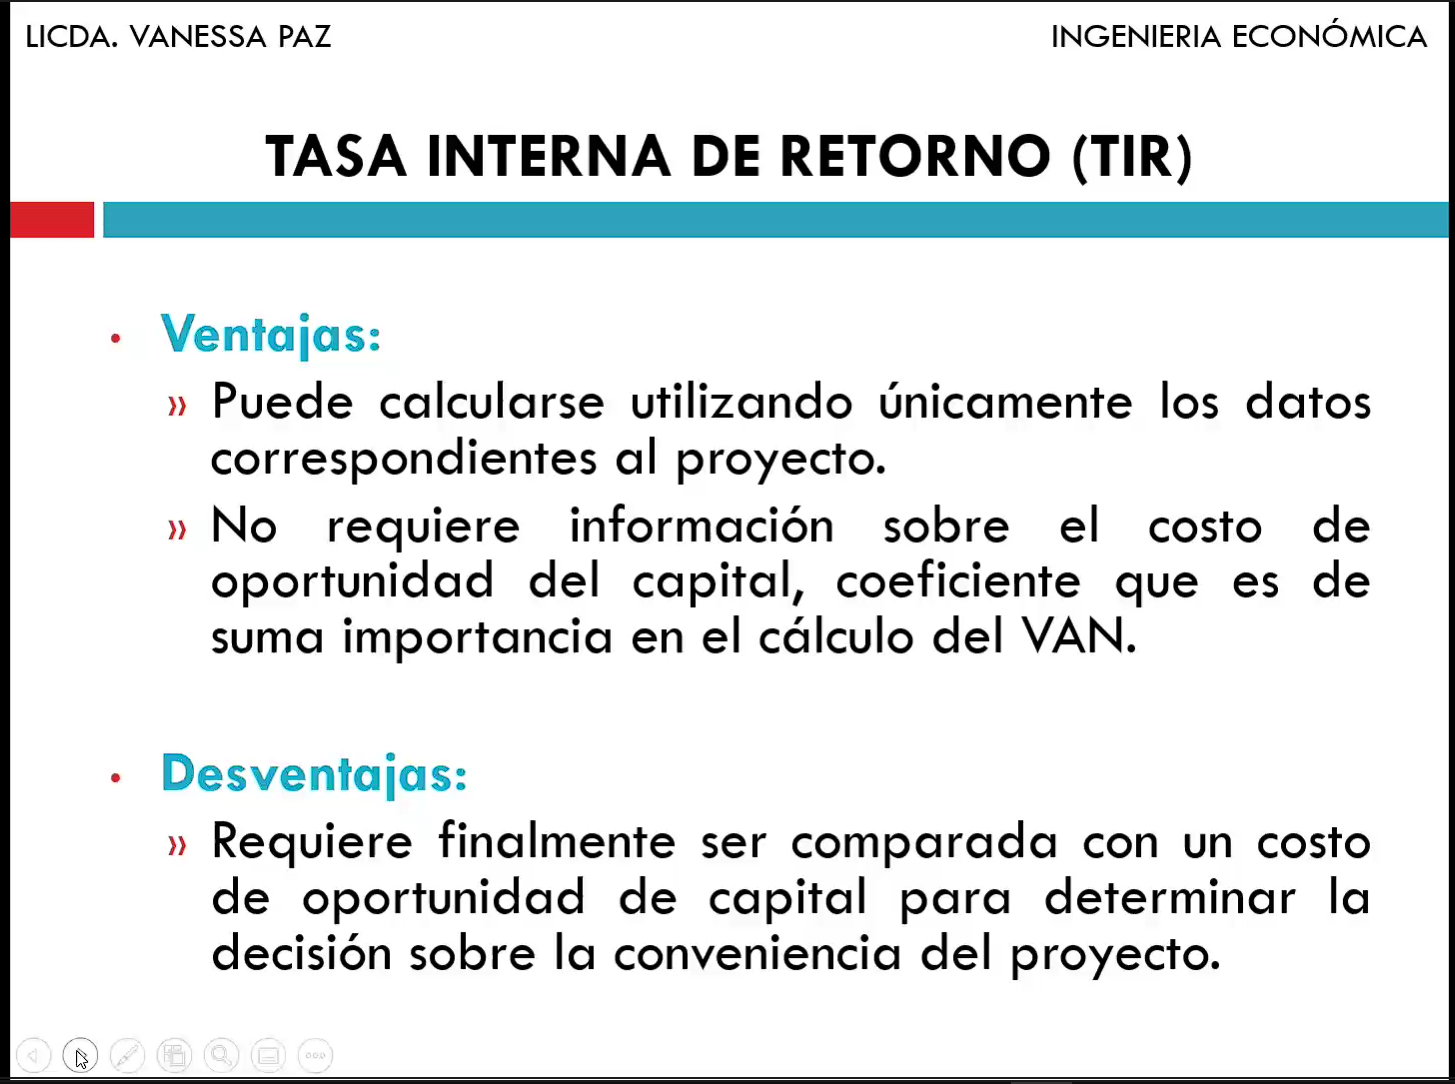 LICDA. VANESSA PAZ
INGENIERIA ECONÓMICA
TASA INTERNA DE RETORNO (TIR)
• Ventajas:
» Puede calcularse utilizando únicamente los datos
correspondientes al proyecto.
» No requiere información sobre el costo de
oportunidad del capital, coeficiente que es de
suma importancia en el cálculo del VAN.
• Desventajas:
» Requiere finalmente ser comparada con un costo
de oportunidad de capital para determinar la
decisión sobre la conveniencia del proyecto.